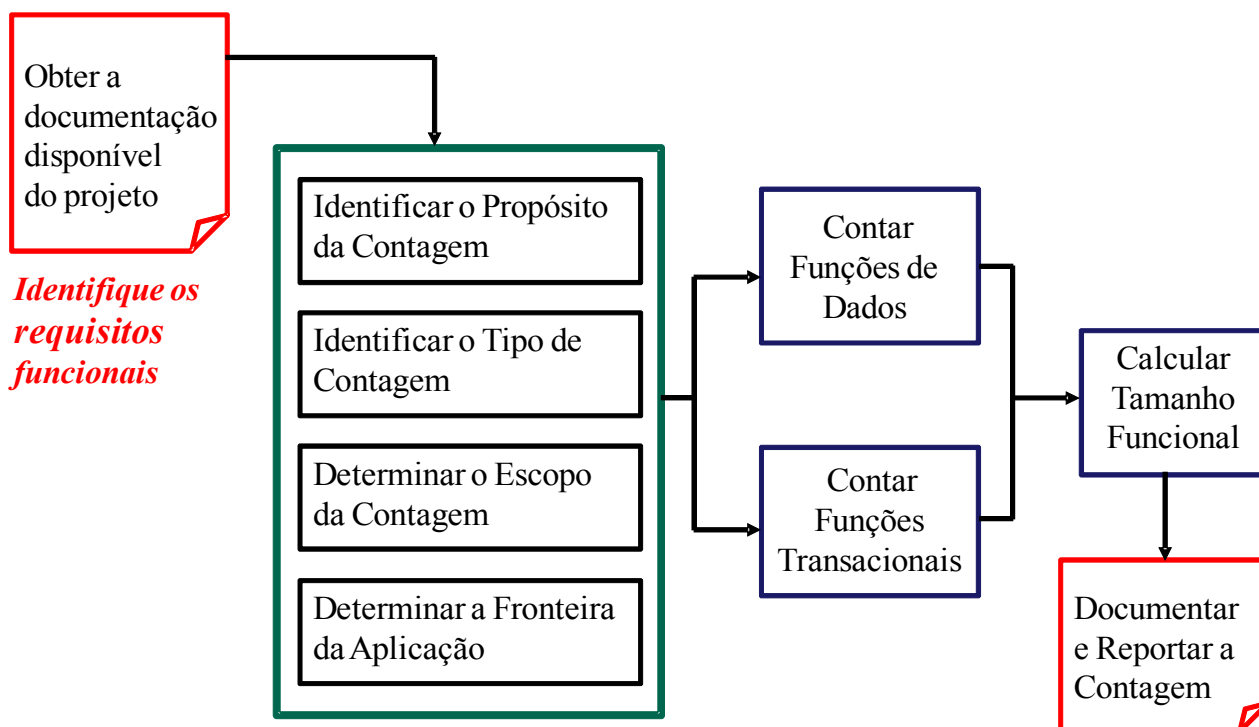 Obter a
documentação
disponível
do projeto
Identifique os
requisitos
funcionais
Identificar o Propósito
da Contagem
Identificar o Tipo de
Contagem
Determinar o Escopo
da Contagem
Determinar a Fronteira
da Aplicação
Contar
Funções de
Dados
Contar
Funções
Transacionais
Calcular
Tamanho
Funcional
Documentar
e Reportar a
Contagem